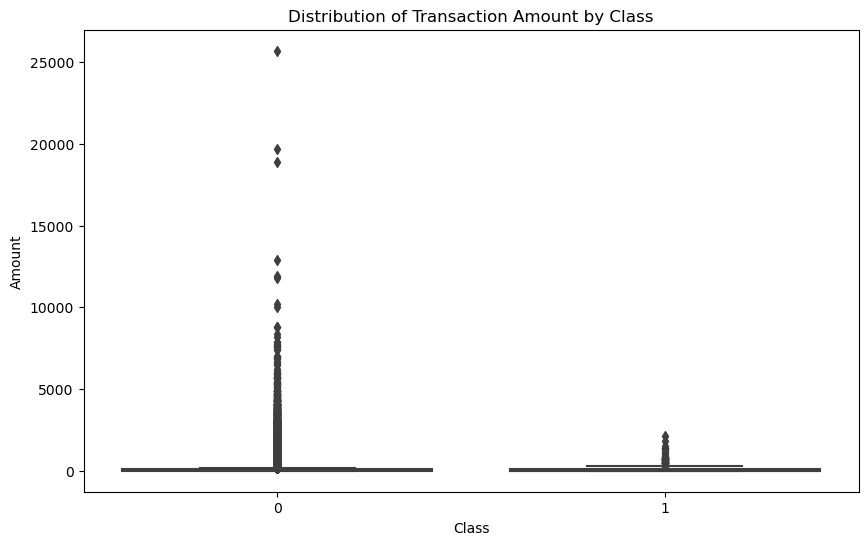 Distribution of Transaction Amount by Class
25000
20000
15000
10000
5000
0
Amount
0 1
Class